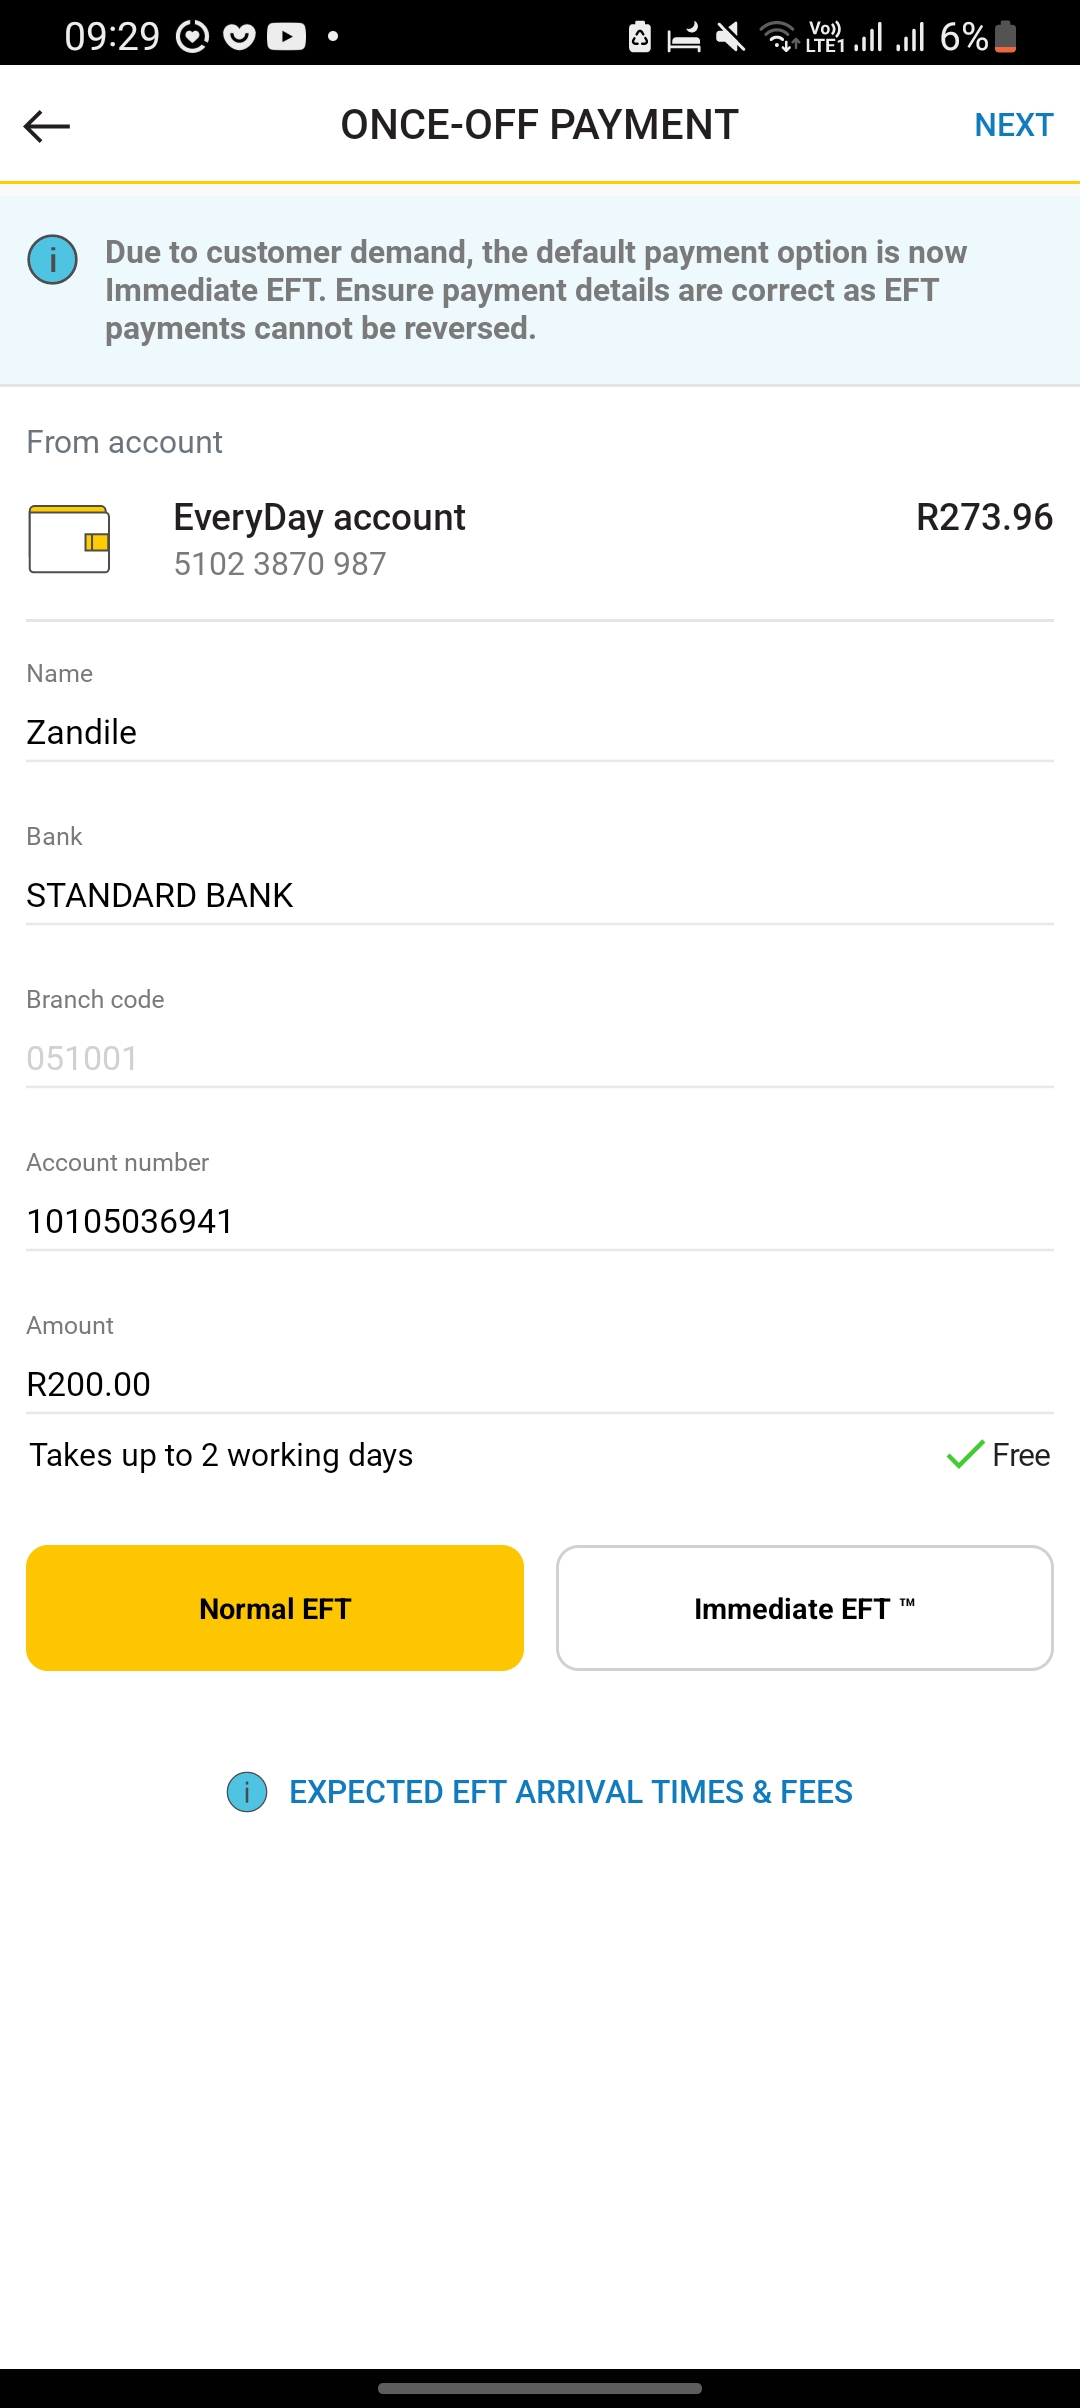 09:29
Vo)) LTE1 6%
ONCE-OFF PAYMENT
NEXT
Due to customer demand, the default payment option is now
Immediate EFT. Ensure payment details are correct as EFT
payments cannot be reversed.
From account
EveryDay account R273.96
5102 3870 987
Name
Zandile
Bank
STANDARD BANK
Branch code
051001
Account number
10105036941
Amount
R200.00
Takes up to 2 working days Free
Normal EFT
Immediate EFT ™
EXPECTED EFT ARRIVAL TIMES & FEES